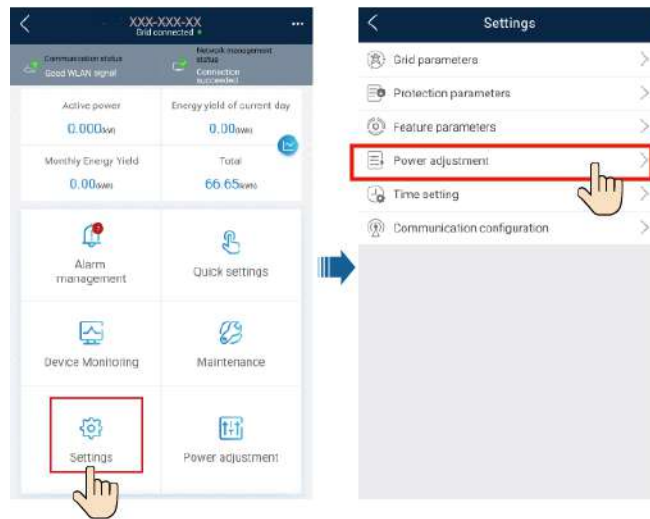 XXX-XXX-XX
Grid connected
Communication status
Good WLAN signal
Network management status
Connection succeeded
Active power
0.000kW
Energy yield of current day
0.00kWh
Monthly Energy Yield
0.00kWh
Total
66.65kWh
Alarm management
Quick settings
Device Monitoring
Maintenance
Settings
Power adjustment
Settings
Grid parameters
Protection parameters
Feature parameters
Power adjustment
Time setting
Communication configuration